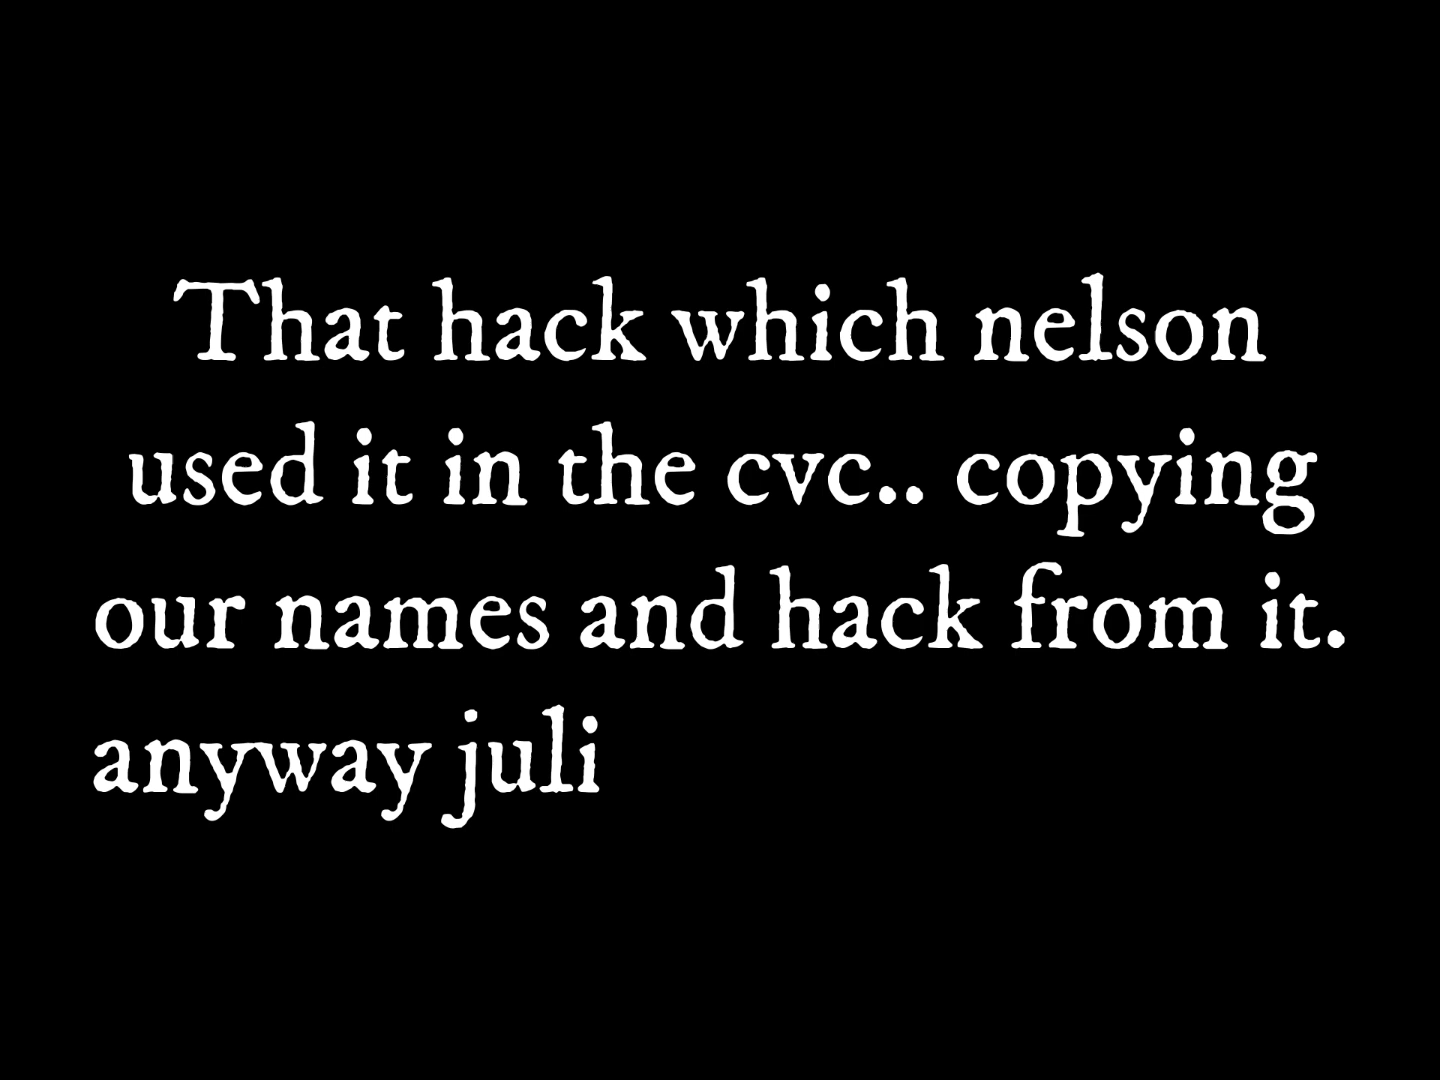 That hack which nelson
used it in the cvc.. copying
our names and hack from it.
anyway juli